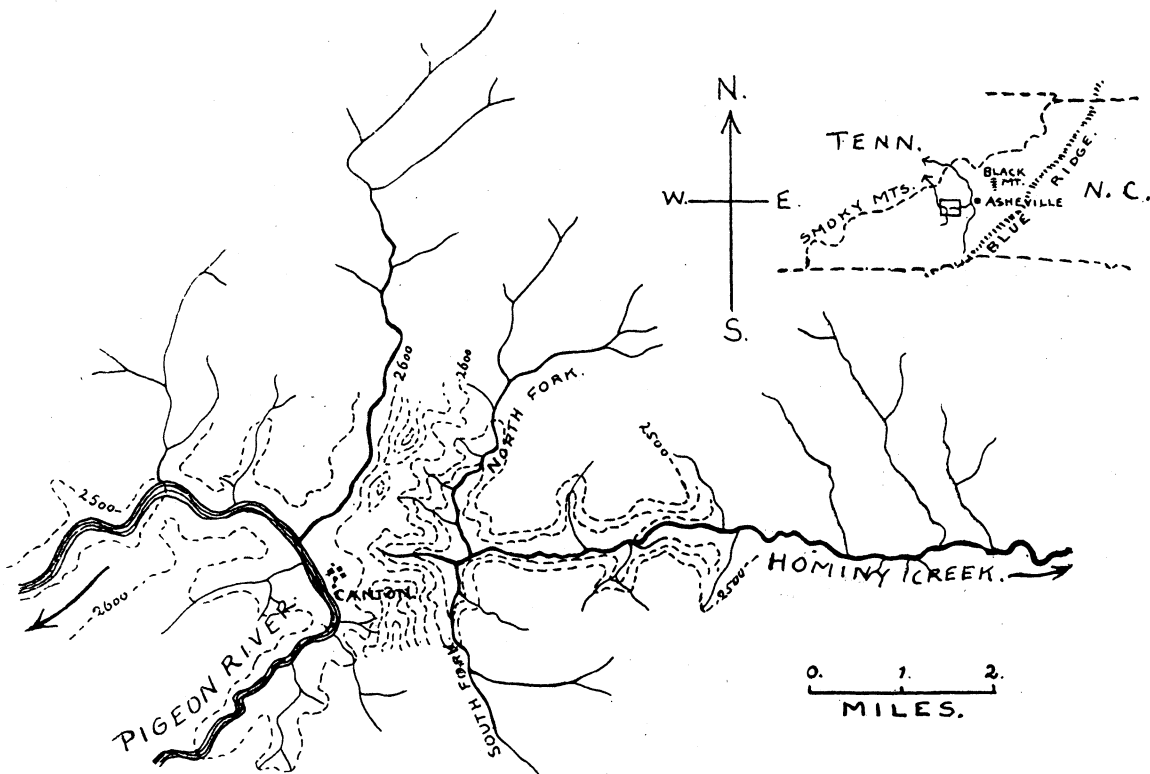 N.
W.
E.
S.
TENN.
BLACK
MT.
RIDGE.
N. C.
SMOKY MTS.
ASHEVILLE
BLUE
2600
2600
NORTH FORK.
2500
2500
HOMINY CREEK.
2500
CANTON.
2600
PIGEON RIVER
SOUTH FORK.
0. 1. 2.
MILES.